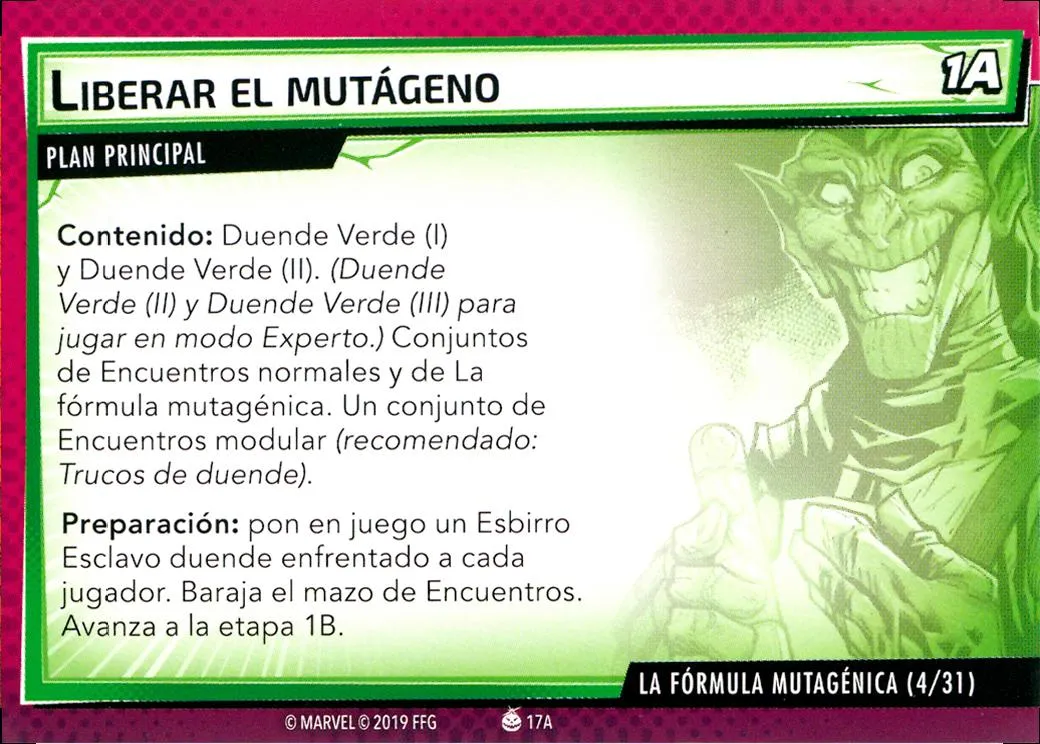 LIBERAR EL MUTÁGENO
1A
PLAN PRINCIPAL
Contenido: Duende Verde (I)
y Duende Verde (II). (Duende
Verde (II) y Duende Verde (III) para
jugar en modo Experto.) Conjuntos
de Encuentros normales y de La
fórmula mutagénica. Un conjunto de
Encuentros modular (recomendado:
Trucos de duende).
Preparación: pon en juego un Esbirro
Esclavo duende enfrentado a cada
jugador. Baraja el mazo de Encuentros.
Avanza a la etapa 1B.
LA FÓRMULA MUTAGÉNICA (4/31)
© MARVEL © 2019 FFG
17A